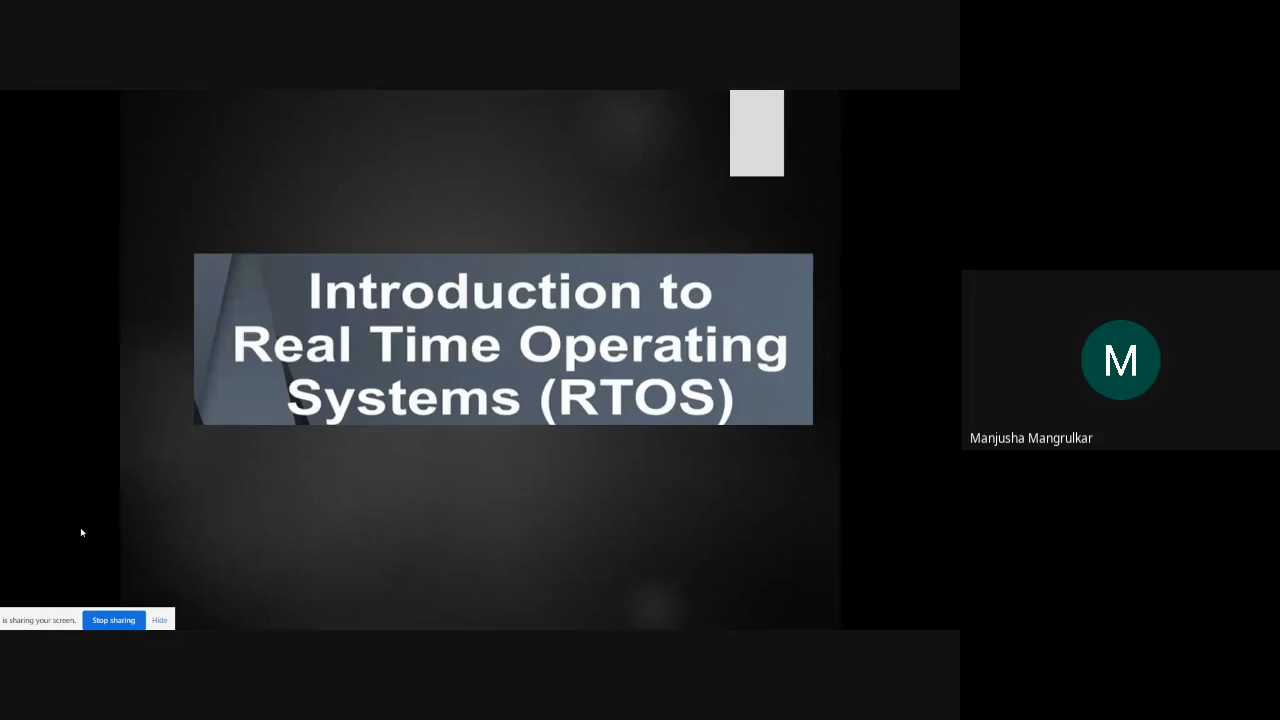 Introduction to
Real Time Operating
Systems (RTOS)
M
Manjusha Mangrulkar
is sharing your screen. Stop sharing Hide